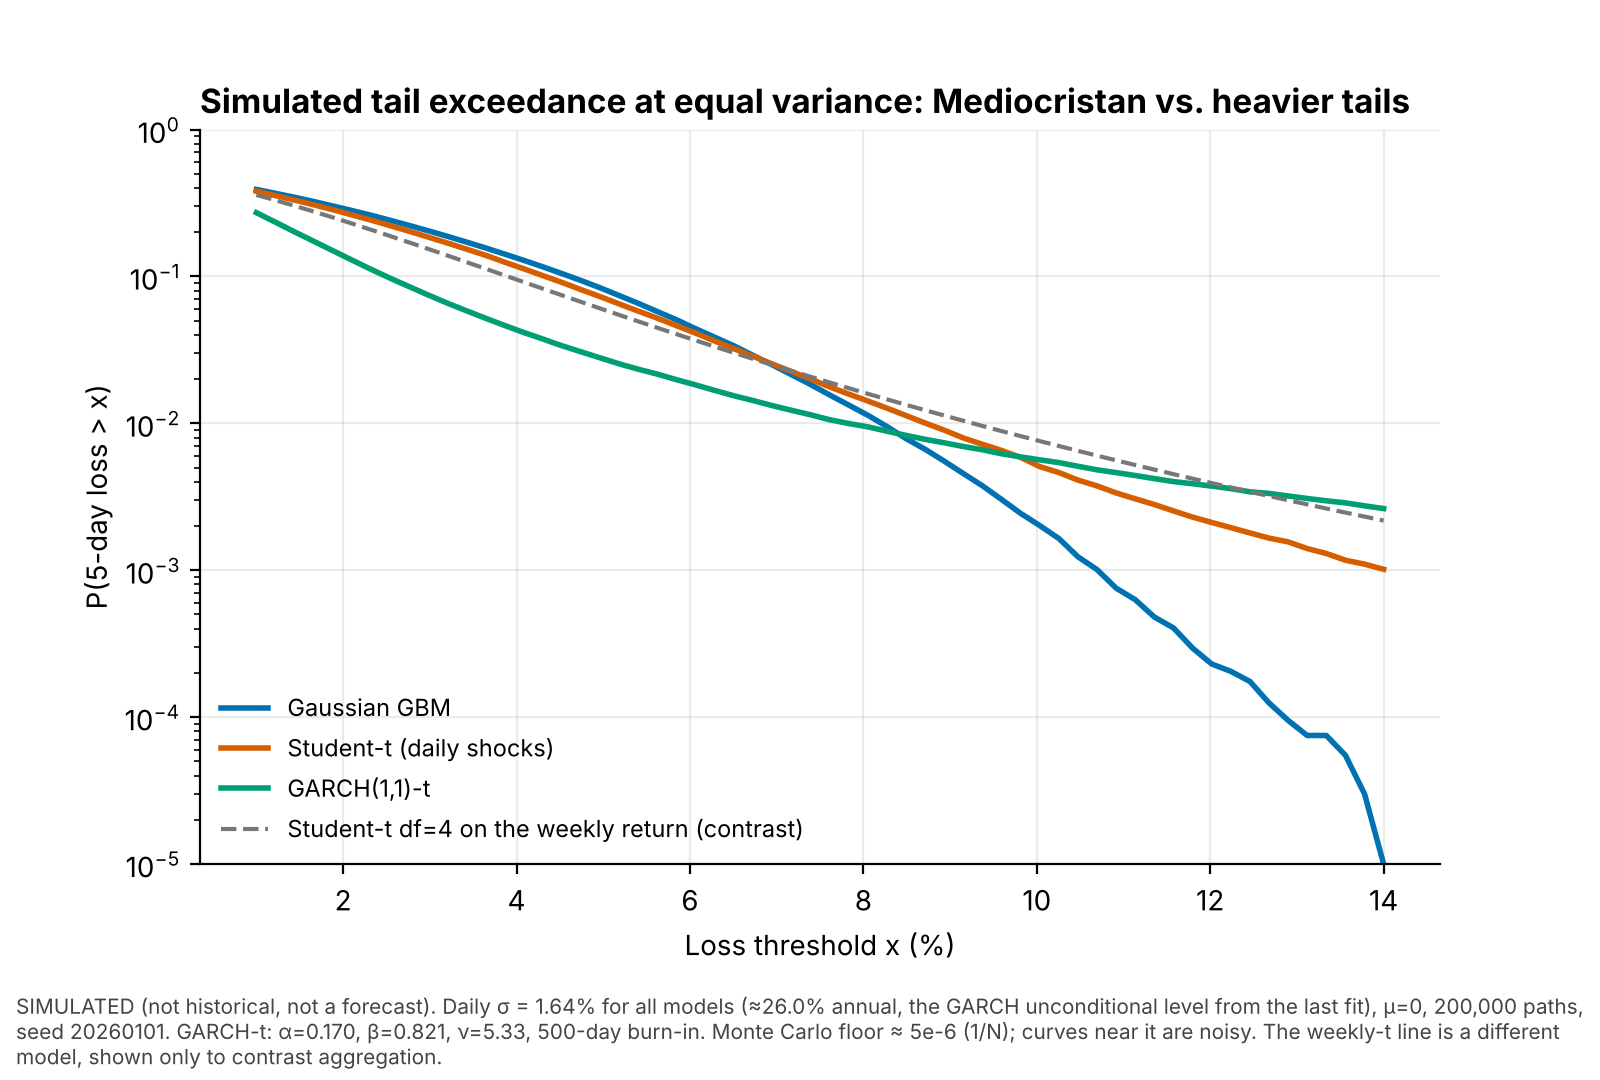 Simulated tail exceedance at equal variance: Mediocristan vs. heavier tails
10⁰
10⁻¹
10⁻²
10⁻³
10⁻⁴
10⁻⁵
P(5-day loss > x)
Gaussian GBM
Student-t (daily shocks)
GARCH(1,1)-t
Student-t df=4 on the weekly return (contrast)
2 4 6 8 10 12 14
Loss threshold x (%)
SIMULATED (not historical, not a forecast). Daily σ = 1.64% for all models (≈26.0% annual, the GARCH unconditional level from the last fit), μ=0, 200,000 paths,
seed 20260101. GARCH-t: α=0.170, β=0.821, ν=5.33, 500-day burn-in. Monte Carlo floor ≈ 5e-6 (1/N); curves near it are noisy. The weekly-t line is a different
model, shown only to contrast aggregation.